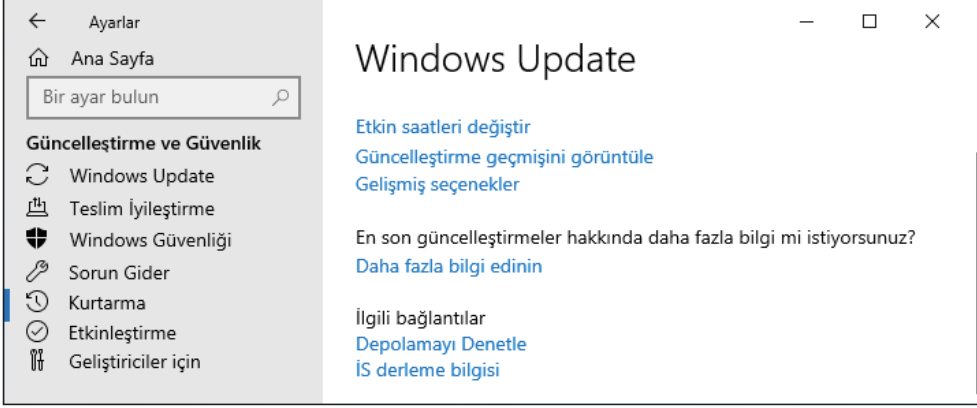 Ayarlar
Ana Sayfa
Bir ayar bulun
Güncelleştirme ve Güvenlik
Windows Update
Teslim İyileştirme
Windows Güvenliği
Sorun Gider
Kurtarma
Etkinleştirme
Geliştiriciler için
Windows Update
Etkin saatleri değiştir
Güncelleştirme geçmişini görüntüle
Gelişmiş seçenekler
En son güncelleştirmeler hakkında daha fazla bilgi mi istiyorsunuz?
Daha fazla bilgi edinin
İlgili bağlantılar
Depolamayı Denetle
İS derleme bilgisi